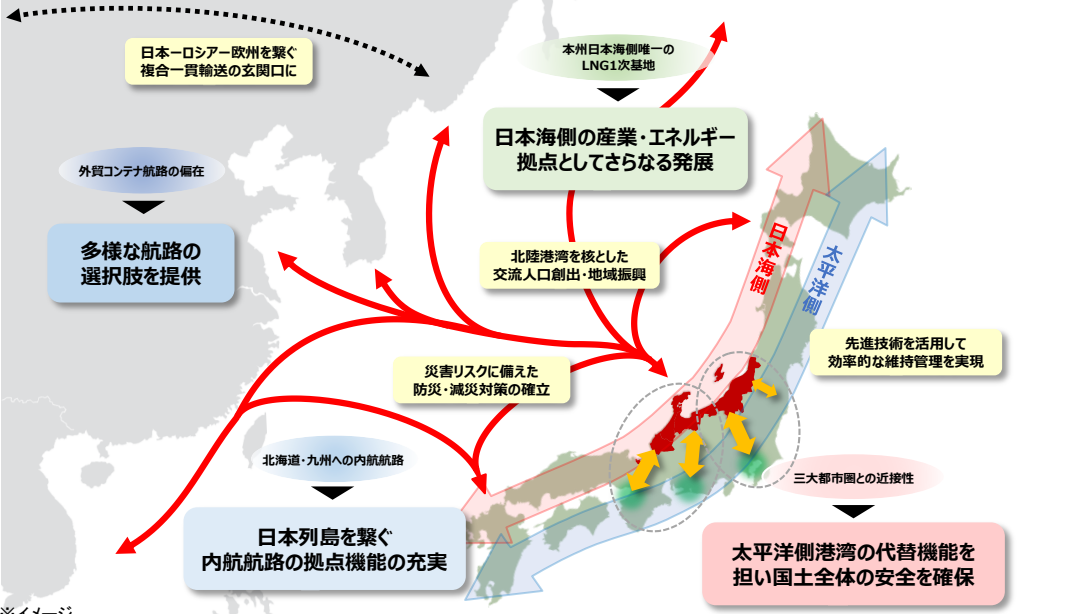 日本ーロシアー欧州を繋ぐ
複合一貫輸送の玄関口に
本州日本海側唯一の
LNG1次基地
日本海側の産業・エネルギー
拠点としてさらなる発展
外貿コンテナ航路の偏在
多様な航路の
選択肢を提供
北陸港湾を核とした
交流人口創出・地域振興
日本海側
太平洋側
先進技術を活用して
効率的な維持管理を実現
災害リスクに備えた
防災・減災対策の確立
北海道・九州への内航航路
日本列島を繋ぐ
内航航路の拠点機能の充実
三大都市圏との近接性
太平洋側港湾の代替機能を
担い国土全体の安全を確保
※イメージ